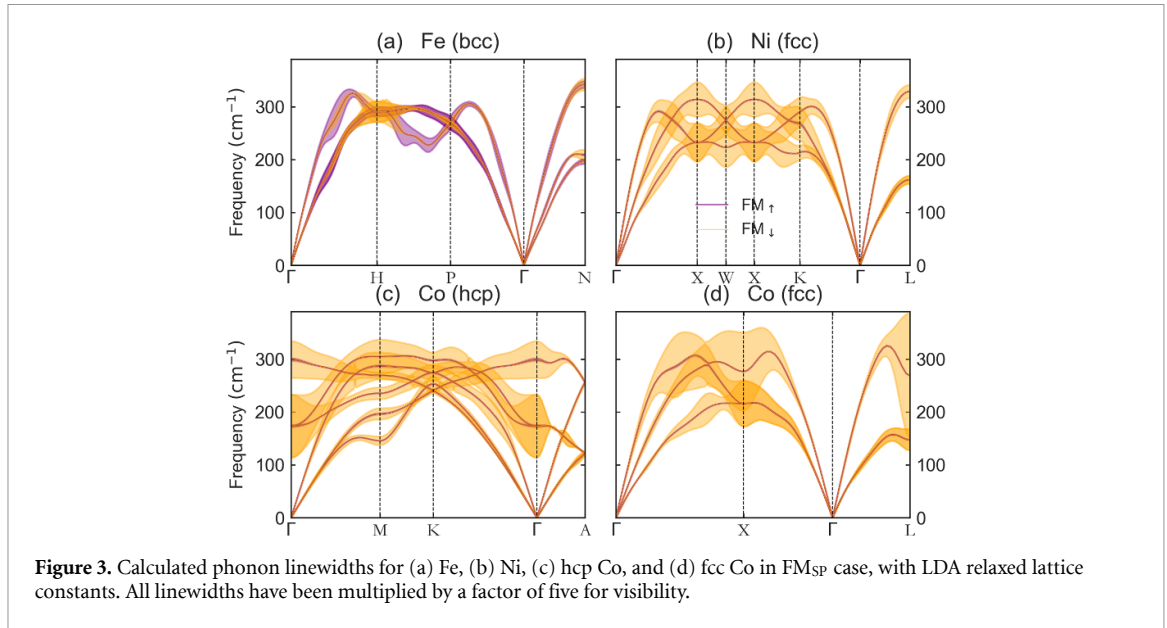 (a) Fe (bcc)
(b) Ni (fcc)
Frequency (cm⁻¹)
300
200
100
0
Γ H P Γ N
FM↑
FM↓
300
200
100
0
Γ X W X K Γ L
(c) Co (hcp)
(d) Co (fcc)
Frequency (cm⁻¹)
300
200
100
0
Γ M K Γ A
300
200
100
0
Γ X Γ L
Figure 3. Calculated phonon linewidths for (a) Fe, (b) Ni, (c) hcp Co, and (d) fcc Co in FMSP case, with LDA relaxed lattice
constants. All linewidths have been multiplied by a factor of five for visibility.